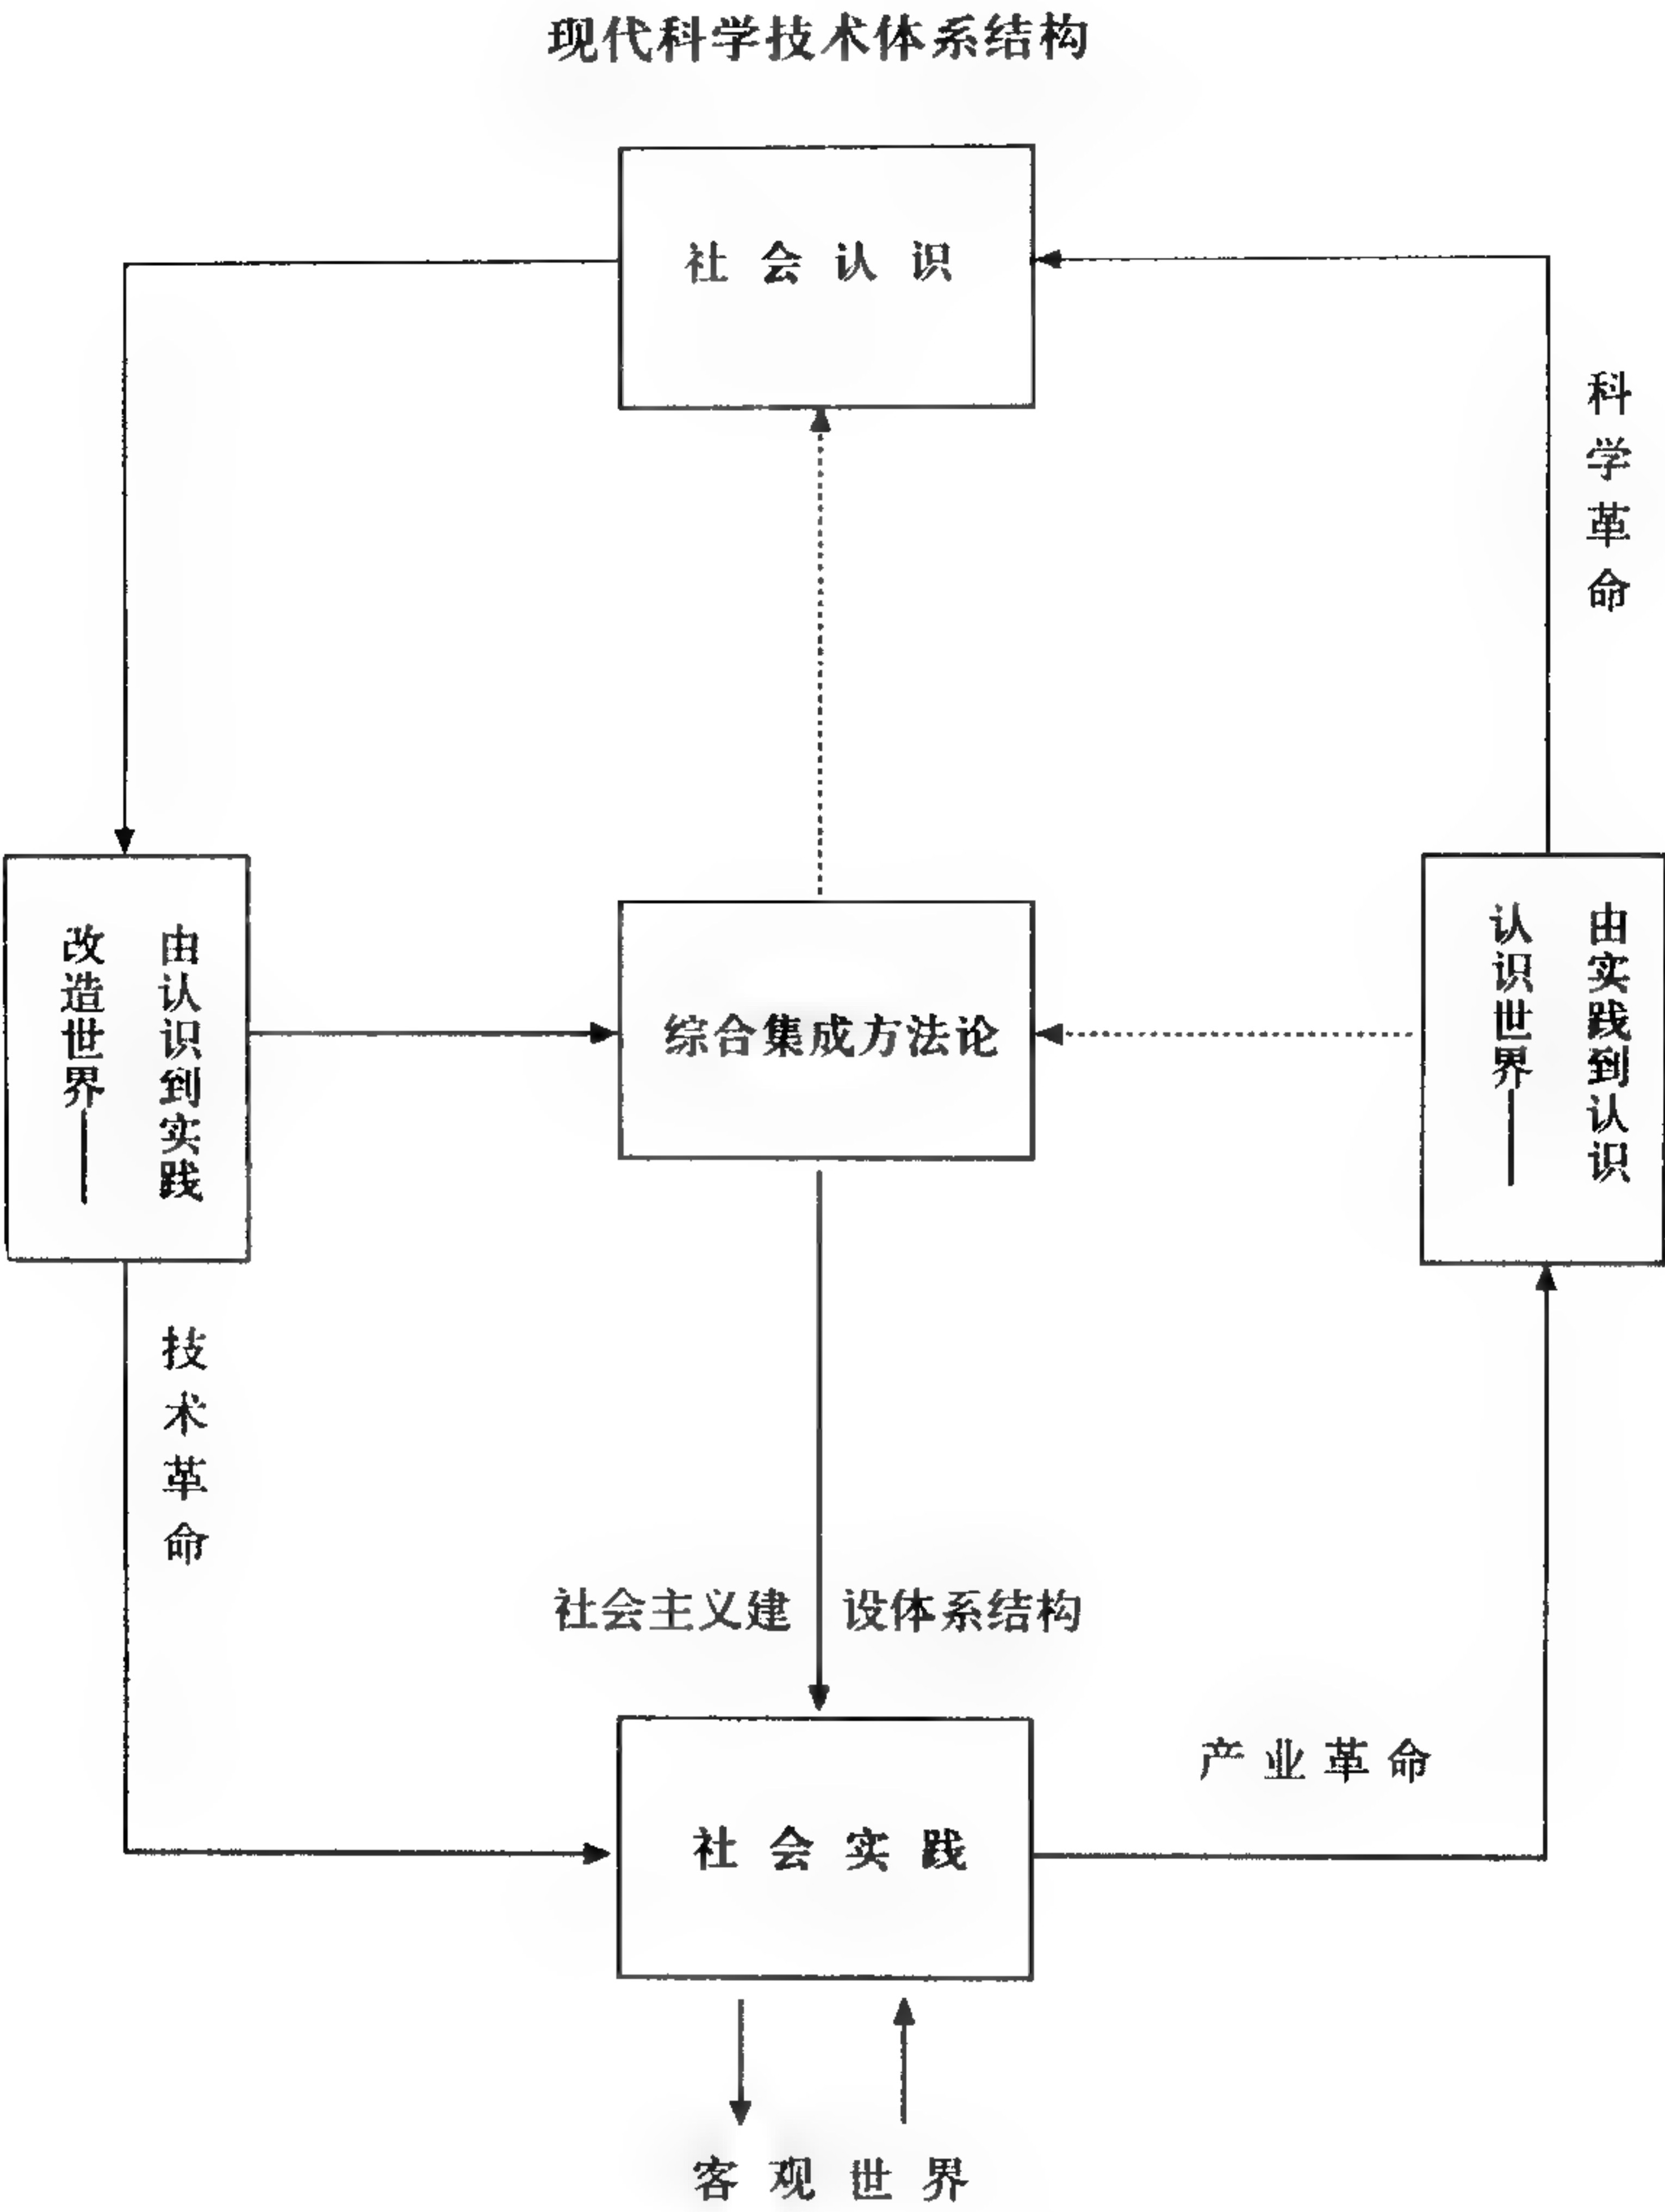 现代科学技术体系结构
社会认识
科学革命
改造世界——
由认识到实践
综合集成方法论
认识世界——
由实践到认识
技术革命
社会主义建 设体系结构
产业革命
社会实践
客观世界